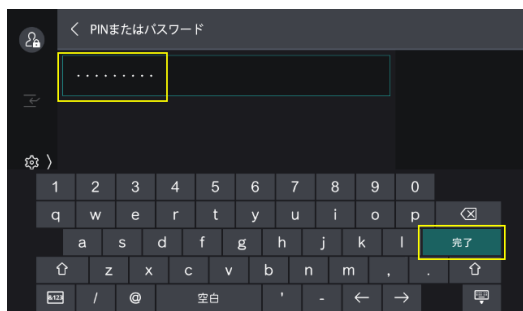 PINまたはパスワード
·········
1 2 3 4 5 6 7 8 9 0
q w e r t y u i o p
a s d f g h j k l 完了
z x c v b n m , .
&123 / @ 空白 ' - ← →